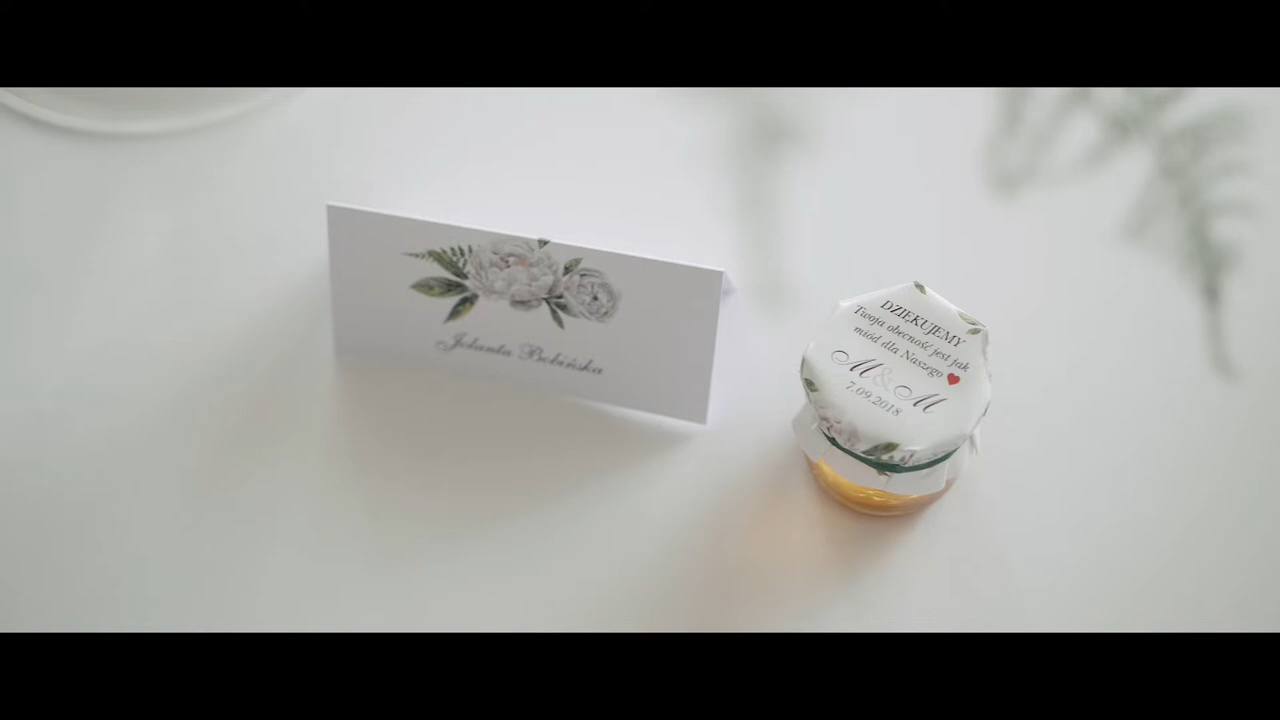 Jolanta Bobińska
DZIĘKUJEMY
Twoja obecność jest jak
miód dla Naszego ❤
M & M
7.09.2018